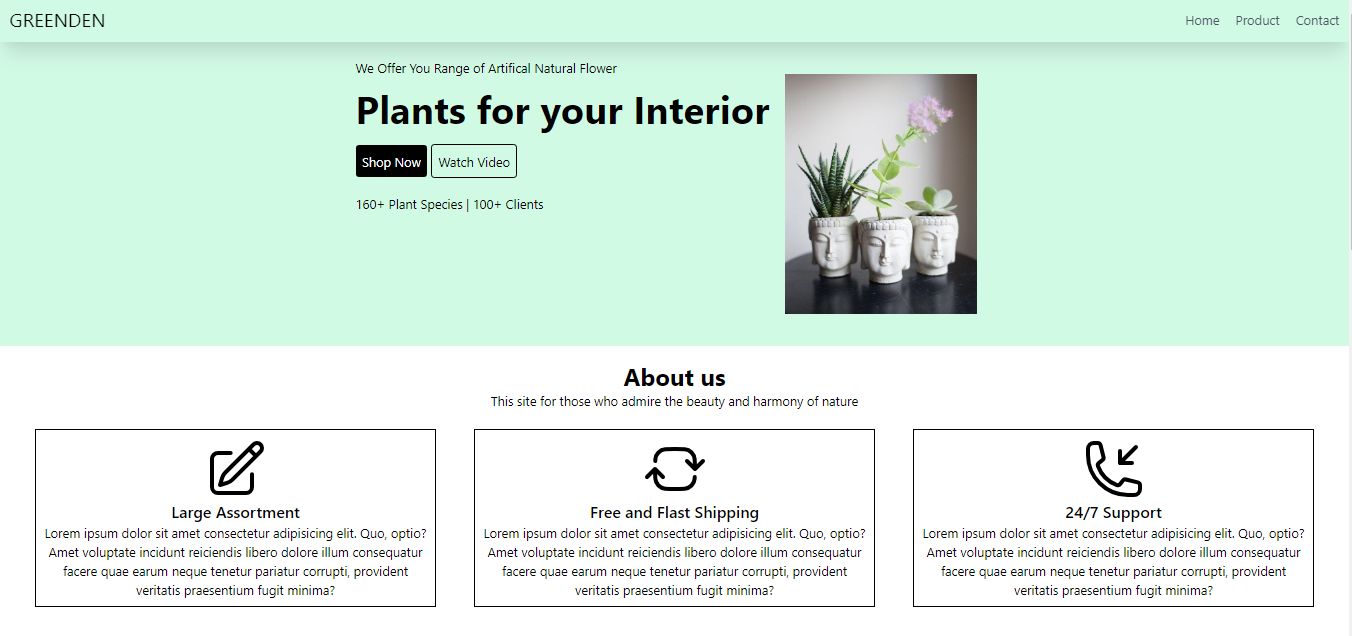 GREENDEN
Home Product Contact
We Offer You Range of Artifical Natural Flower
Plants for your Interior
Shop Now Watch Video
160+ Plant Species | 100+ Clients
About us
This site for those who admire the beauty and harmony of nature
Large Assortment
Lorem ipsum dolor sit amet consectetur adipisicing elit. Quo, optio?
Amet voluptate incidunt reiciendis libero dolore illum consequatur
facere quae earum neque tenetur pariatur corrupti, provident
veritatis praesentium fugit minima?
Free and Flast Shipping
Lorem ipsum dolor sit amet consectetur adipisicing elit. Quo, optio?
Amet voluptate incidunt reiciendis libero dolore illum consequatur
facere quae earum neque tenetur pariatur corrupti, provident
veritatis praesentium fugit minima?
24/7 Support
Lorem ipsum dolor sit amet consectetur adipisicing elit. Quo, optio?
Amet voluptate incidunt reiciendis libero dolore illum consequatur
facere quae earum neque tenetur pariatur corrupti, provident
veritatis praesentium fugit minima?